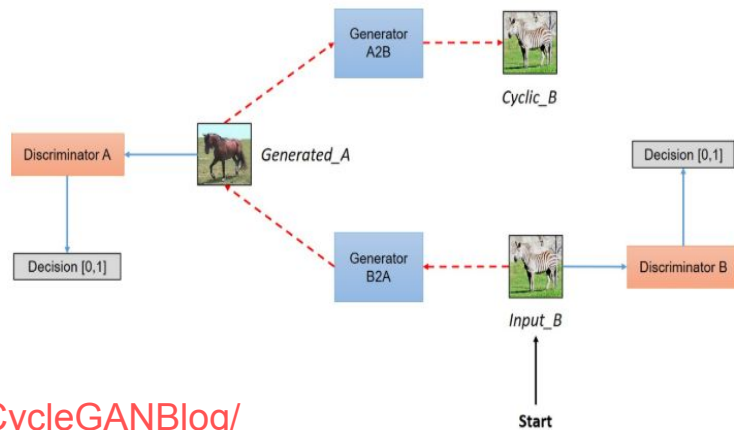 Generator
A2B
Cyclic_B
Discriminator A
Generated_A
Decision [0,1]
Decision [0,1]
Generator
B2A
Discriminator B
Input_B
Start
CycleGANBlog/